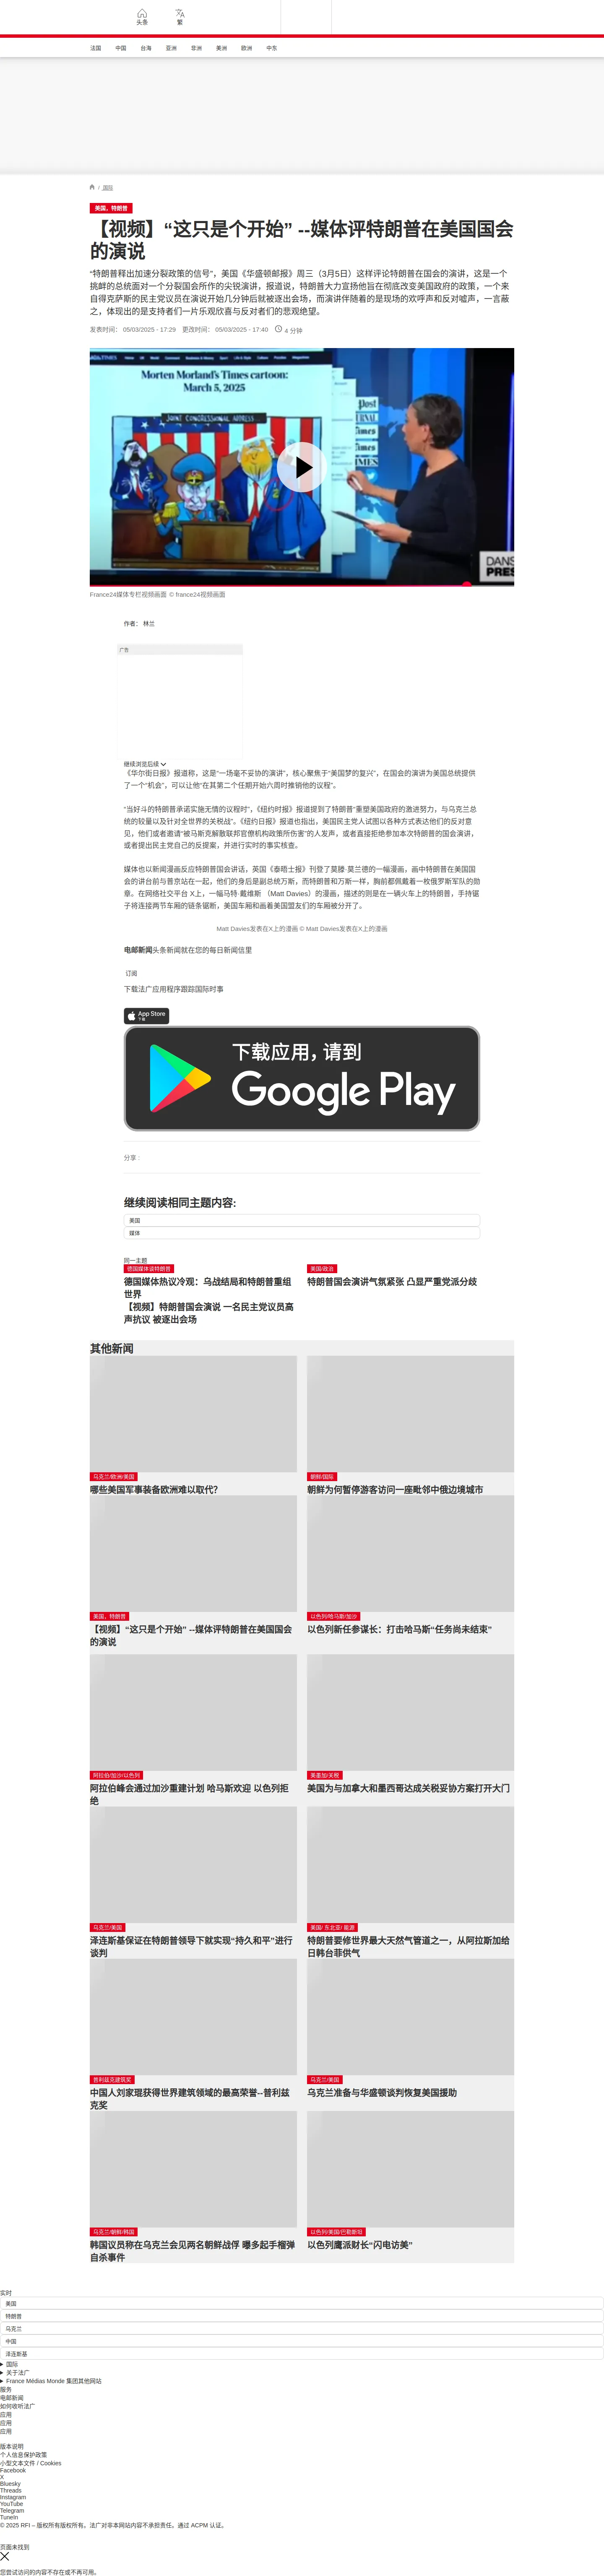 头条
繁
法国
中国
台海
亚洲
非洲
美洲
欧洲
中东
/ 国际
美国，特朗普
【视频】“这只是个开始” --媒体评特朗普在美国国会
的演说
“特朗普释出加速分裂政策的信号”，美国《华盛顿邮报》周三（3月5日）这样评论特朗普在国会的演讲，这是一个
挑衅的总统面对一个分裂国会所作的尖锐演讲，报道说，特朗普大力宣扬他旨在彻底改变美国政府的政策，一个来
自得克萨斯的民主党议员在演说开始几分钟后就被逐出会场，而演讲伴随着的是现场的欢呼声和反对嘘声，一言蔽
之，体现出的是支持者们一片乐观欣喜与反对者们的悲观绝望。
发表时间： 05/03/2025 - 17:29 更改时间： 05/03/2025 - 17:40 4 分钟
Morten Morland's Times cartoon:
March 5, 2025
JOINT CONGRESSIONAL ADDRESS
DANS
PRES
France24媒体专栏视频画面 © france24视频画面
作者： 林兰
广告
继续浏览后续
《华尔街日报》报道称，这是“一场毫不妥协的演讲”，核心聚焦于“美国梦的复兴”，在国会的演讲为美国总统提供
了一个“机会”，可以让他“在其第二个任期开始六周时推销他的议程”。
“当好斗的特朗普承诺实施无情的议程时”，《纽约时报》报道提到了特朗普“重塑美国政府的激进努力，与乌克兰总
统的较量以及针对全世界的关税战”。《纽约日报》报道也指出，美国民主党人试图以各种方式表达他们的反对意
见，他们或者邀请“被马斯克解散联邦官僚机构政策所伤害”的人发声，或者直接拒绝参加本次特朗普的国会演讲，
或者提出民主党自己的反提案，并进行实时的事实核查。
媒体也以新闻漫画反应特朗普国会讲话，英国《泰晤士报》刊登了莫滕·莫兰德的一幅漫画，画中特朗普在美国国
会的讲台前与普京站在一起，他们的身后是副总统万斯，而特朗普和万斯一样，胸前都佩戴着一枚俄罗斯军队的勋
章。在网络社交平台 X上，一幅马特·戴维斯 （Matt Davies）的漫画，描述的则是在一辆火车上的特朗普，手持锯
子将连接两节车厢的链条锯断，美国车厢和画着美国盟友们的车厢被分开了。
Matt Davies发表在X上的漫画 © Matt Davies发表在X上的漫画
电邮新闻头条新闻就在您的每日新闻信里
订阅
下载法广应用程序跟踪国际时事
App Store
下载
下载应用，请到
Google Play
分享 :
继续阅读相同主题内容:
美国
媒体
同一主题
德国媒体谈特朗普
德国媒体热议冷观：乌战结局和特朗普重组
世界
美国/政治
特朗普国会演讲气氛紧张 凸显严重党派分歧
【视频】特朗普国会演说 一名民主党议员高
声抗议 被逐出会场
其他新闻
乌克兰/欧洲/美国
哪些美国军事装备欧洲难以取代?
朝鲜/国际
朝鲜为何暂停游客访问一座毗邻中俄边境城市
美国，特朗普
【视频】“这只是个开始” --媒体评特朗普在美国国会
的演说
以色列/哈马斯/加沙
以色列新任参谋长：打击哈马斯“任务尚未结束”
阿拉伯/加沙/以色列
阿拉伯峰会通过加沙重建计划 哈马斯欢迎 以色列拒
绝
美墨加/关税
美国为与加拿大和墨西哥达成关税妥协方案打开大门
乌克兰/美国
泽连斯基保证在特朗普领导下就实现“持久和平”进行
谈判
美国/ 东北亚/ 能源
特朗普要修世界最大天然气管道之一，从阿拉斯加给
日韩台菲供气
普利兹克建筑奖
中国人刘家琨获得世界建筑领域的最高荣誉--普利兹
克奖
乌克兰/美国
乌克兰准备与华盛顿谈判恢复美国援助
乌克兰/朝鲜/韩国
韩国议员称在乌克兰会见两名朝鲜战俘 曝多起手榴弹
自杀事件
以色列/美国/巴勒斯坦
以色列鹰派财长“闪电访美”
实时
美国
特朗普
乌克兰
中国
泽连斯基
国际
关于法广
France Médias Monde 集团其他网站
服务
电邮新闻
如何收听法广
应用
应用
应用
版本说明
个人信息保护政策
小型文本文件 / Cookies
Facebook
X
Bluesky
Threads
Instagram
YouTube
Telegram
TuneIn
© 2025 RFI – 版权所有版权所有。法广对非本网站内容不承担责任。通过 ACPM 认证。
页面未找到
您尝试访问的内容不存在或不再可用。